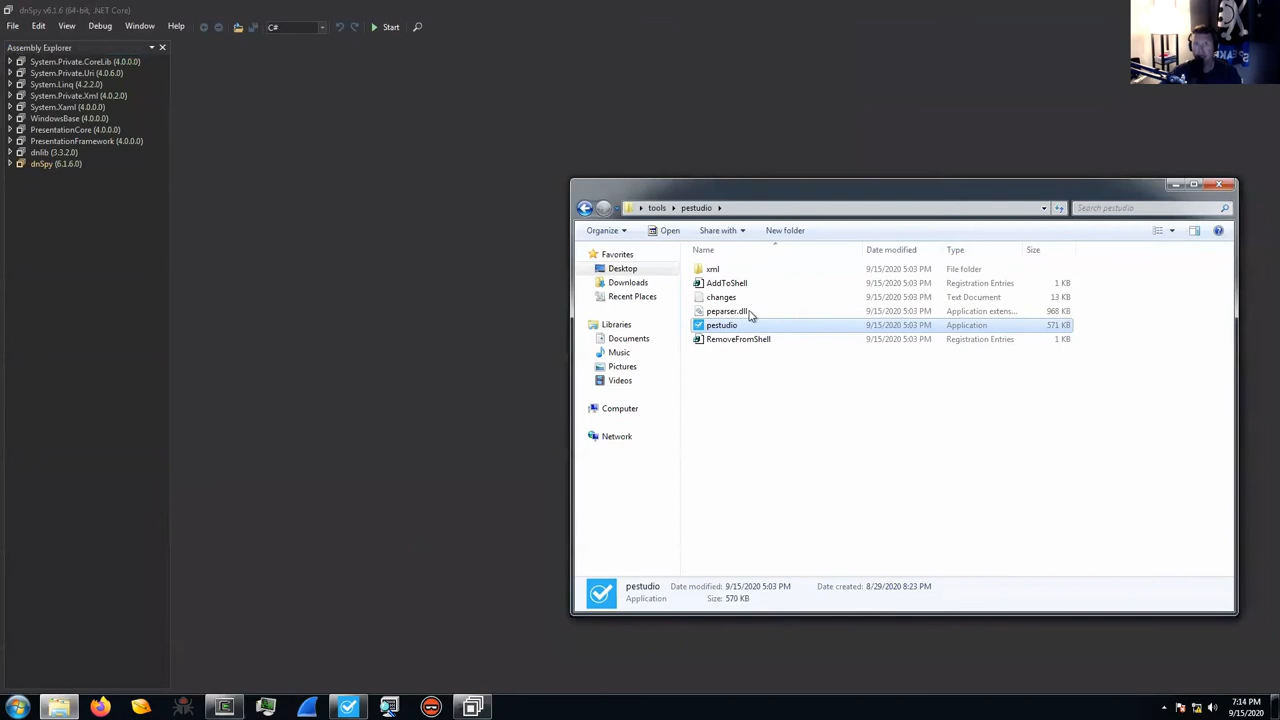 dnSpy v6.1.6 (64-bit, .NET Core)
File Edit View Debug Window Help C# Start
Assembly Explorer
System.Private.CoreLib (4.0.0.0)
System.Private.Uri (4.0.6.0)
System.Linq (4.2.2.0)
System.Private.Xml (4.0.2.0)
System.Xaml (4.0.0.0)
WindowsBase (4.0.0.0)
PresentationCore (4.0.0.0)
PresentationFramework (4.0.0.0)
dnlib (3.3.2.0)
dnSpy (6.1.6.0)
tools pestudio Search pestudio
Organize Open Share with New folder
Favorites
Desktop
Downloads
Recent Places
Libraries
Documents
Music
Pictures
Videos
Computer
Network
Name Date modified Type Size
xml 9/15/2020 5:03 PM File folder
AddToShell 9/15/2020 5:03 PM Registration Entries 1 KB
changes 9/15/2020 5:03 PM Text Document 13 KB
peparser.dll 9/15/2020 5:03 PM Application extens... 968 KB
pestudio 9/15/2020 5:03 PM Application 571 KB
RemoveFromShell 9/15/2020 5:03 PM Registration Entries 1 KB
pestudio Date modified: 9/15/2020 5:03 PM Date created: 8/29/2020 8:23 PM
Application Size: 570 KB
7:14 PM
9/15/2020